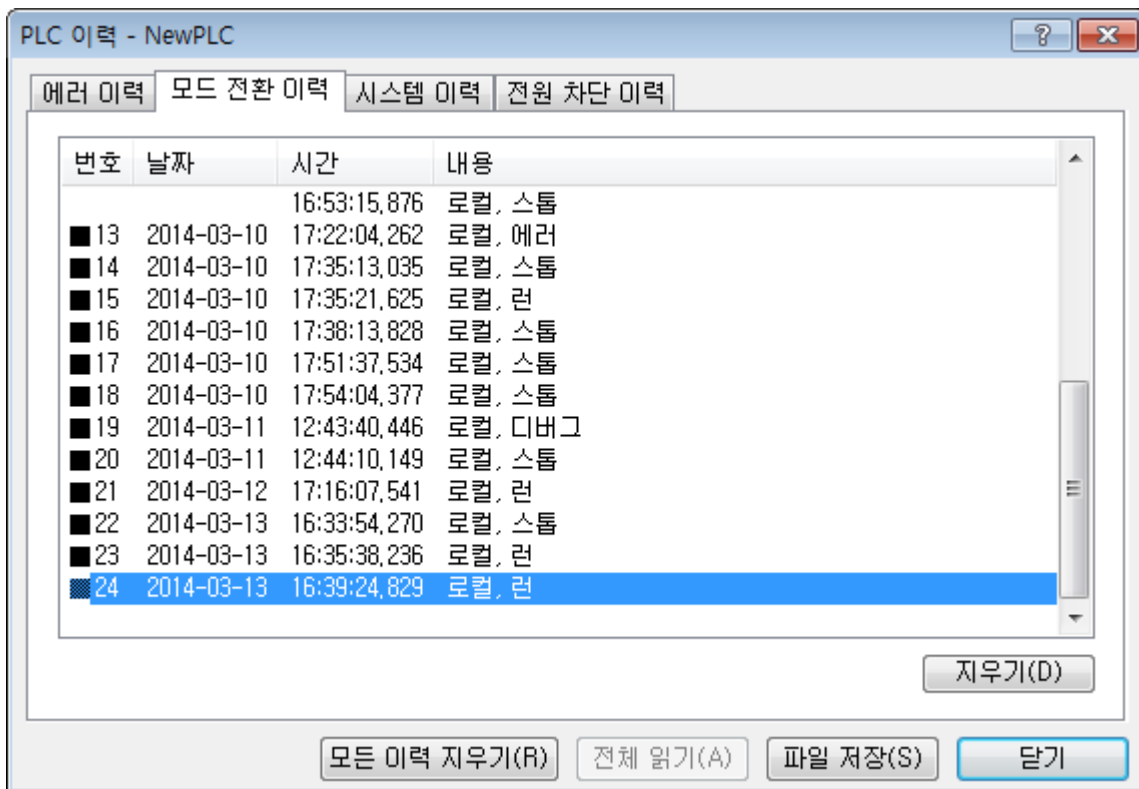 PLC 이력 - NewPLC
에러 이력 모드 전환 이력 시스템 이력 전원 차단 이력
번호 날짜 시간 내용
16:53:15,876 로컬, 스톱
13 2014-03-10 17:22:04,262 로컬, 에러
14 2014-03-10 17:35:13,035 로컬, 스톱
15 2014-03-10 17:35:21,625 로컬, 런
16 2014-03-10 17:38:13,828 로컬, 스톱
17 2014-03-10 17:51:37,534 로컬, 스톱
18 2014-03-10 17:54:04,377 로컬, 스톱
19 2014-03-11 12:43:40,446 로컬, 디버그
20 2014-03-11 12:44:10,149 로컬, 스톱
21 2014-03-12 17:16:07,541 로컬, 런
22 2014-03-13 16:33:54,270 로컬, 스톱
23 2014-03-13 16:35:38,236 로컬, 런
24 2014-03-13 16:39:24,829 로컬, 런
지우기(D)
모든 이력 지우기(R) 전체 읽기(A) 파일 저장(S) 닫기